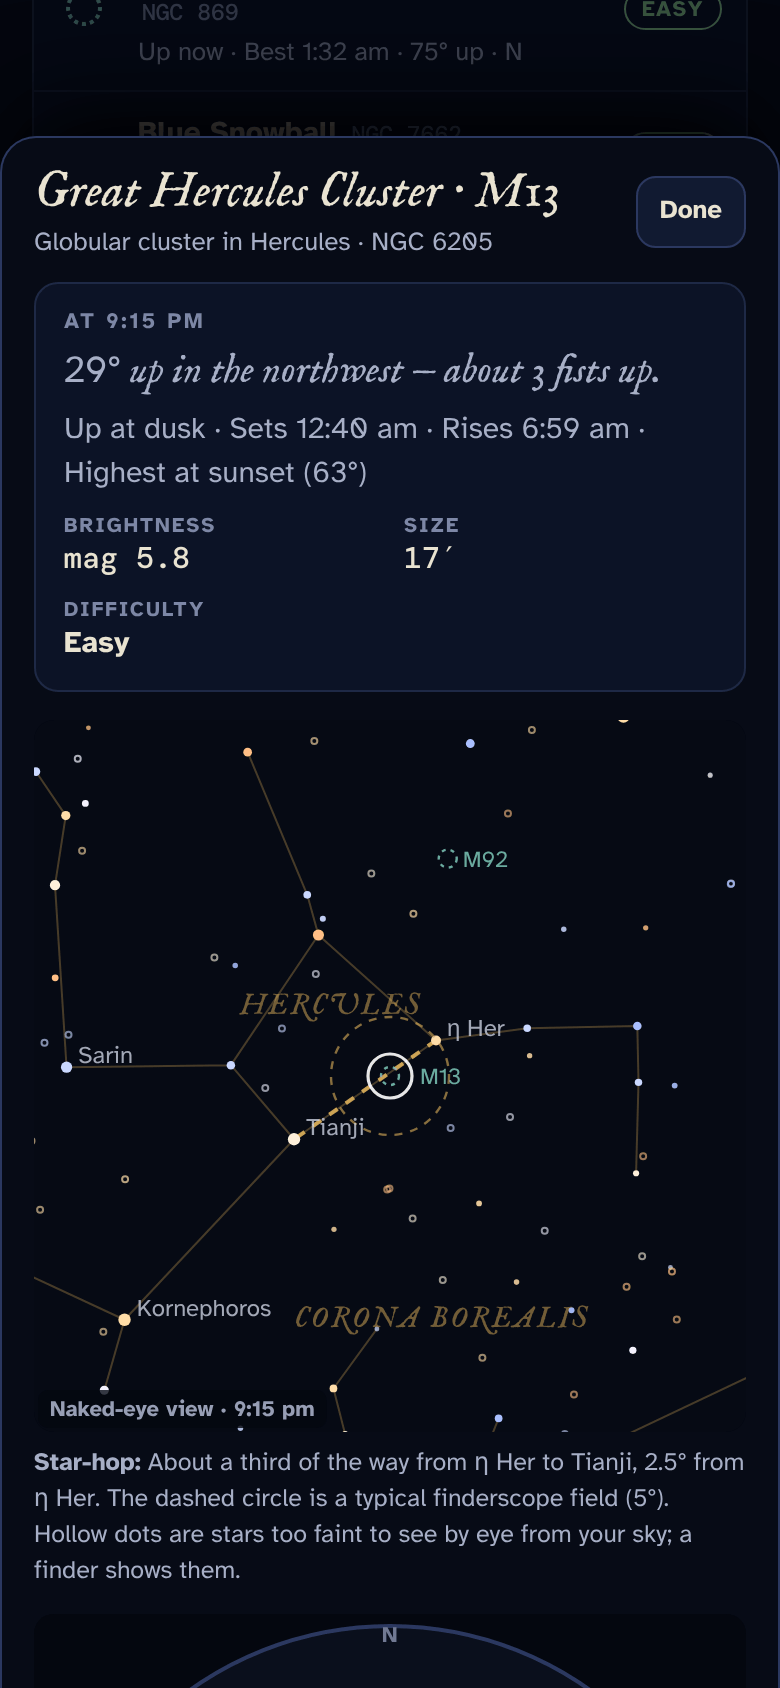 NGC 869
EASY
Up now · Best 1:32 am · 75° up · N
Blue Snowball NGC 7662
Great Hercules Cluster · M13
Done
Globular cluster in Hercules · NGC 6205
AT 9:15 PM
29° up in the northwest — about 3 fists up.
Up at dusk · Sets 12:40 am · Rises 6:59 am ·
Highest at sunset (63°)
BRIGHTNESS
SIZE
mag 5.8
17′
DIFFICULTY
Easy
M92
HERCULES
η Her
Sarin
M13
Tianji
Kornephoros
CORONA BOREALIS
Naked-eye view · 9:15 pm
Star-hop: About a third of the way from η Her to Tianji, 2.5° from
η Her. The dashed circle is a typical finderscope field (5°).
Hollow dots are stars too faint to see by eye from your sky; a
finder shows them.
N